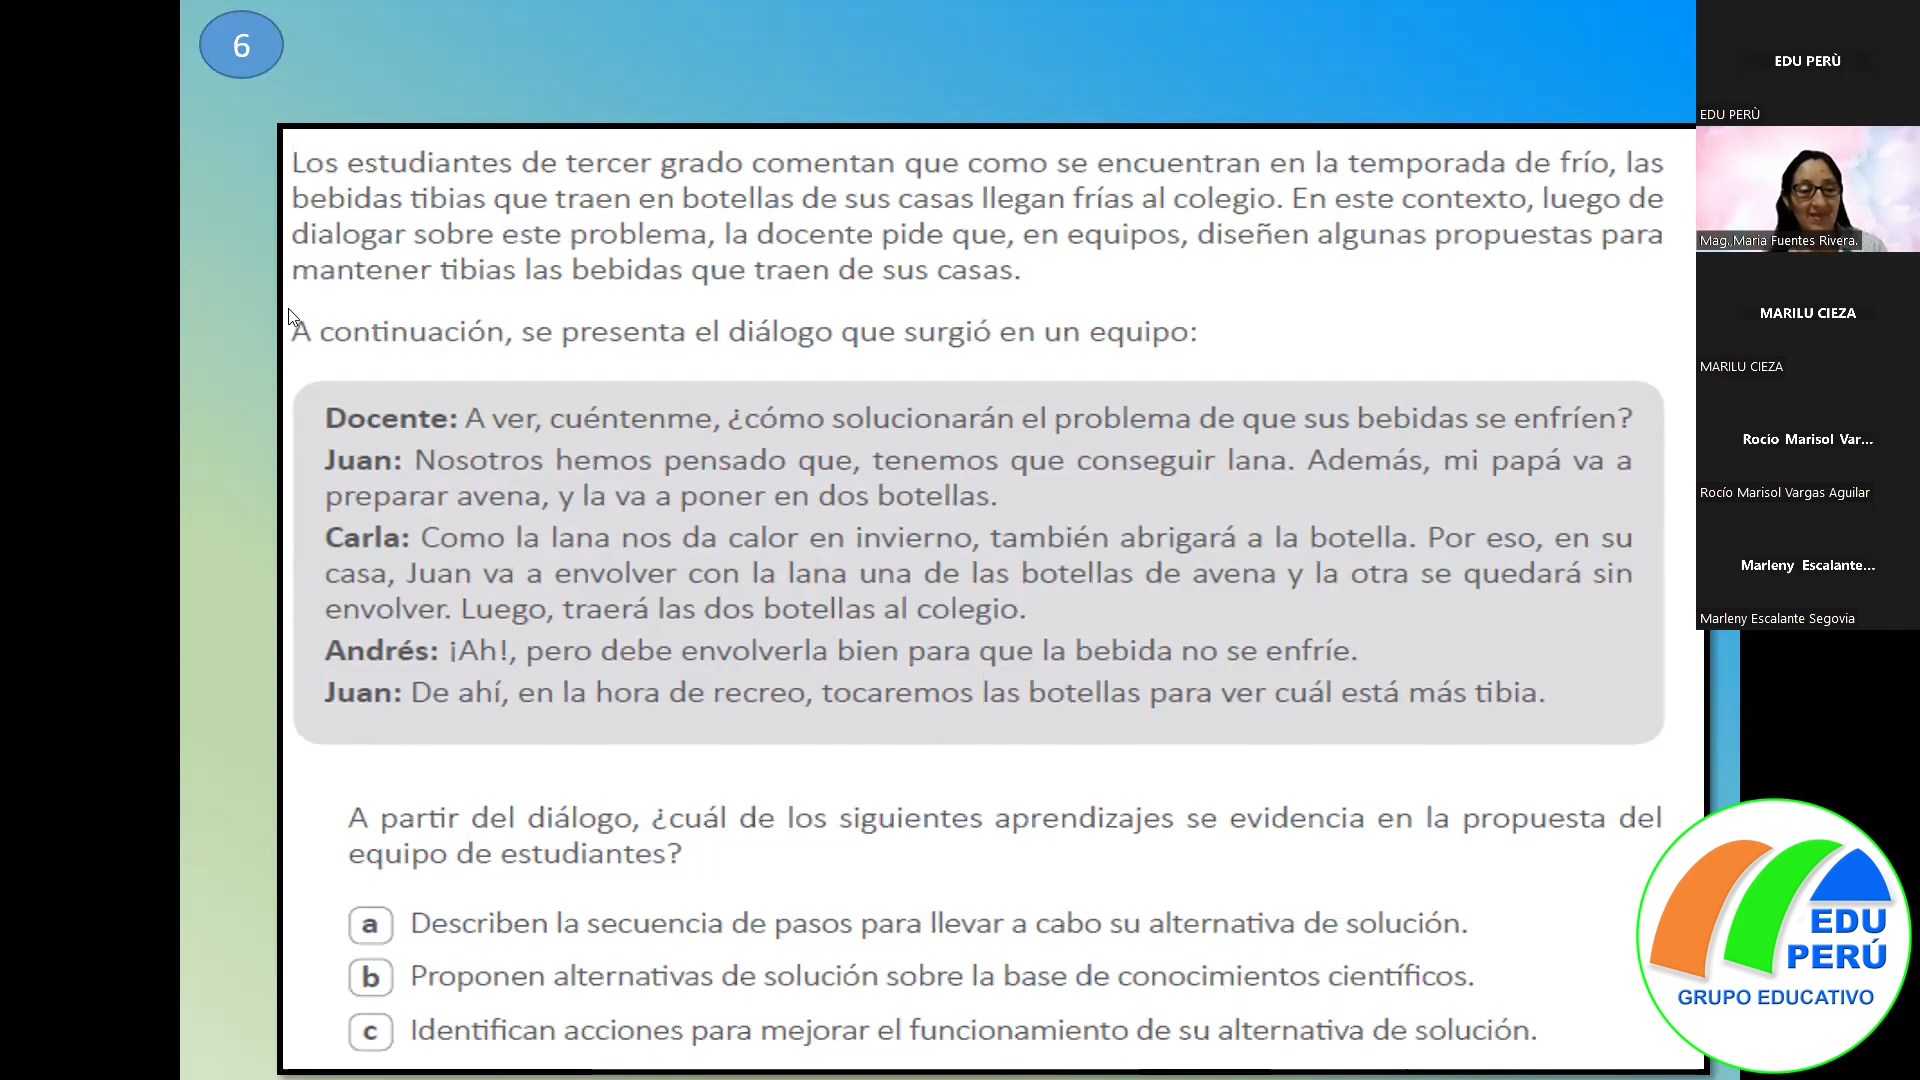 6
Los estudiantes de tercer grado comentan que como se encuentran en la temporada de frío, las
bebidas tibias que traen en botellas de sus casas llegan frías al colegio. En este contexto, luego de
dialogar sobre este problema, la docente pide que, en equipos, diseñen algunas propuestas para
mantener tibias las bebidas que traen de sus casas.
A continuación, se presenta el diálogo que surgió en un equipo:
Docente: A ver, cuéntenme, ¿cómo solucionarán el problema de que sus bebidas se enfríen?
Juan: Nosotros hemos pensado que, tenemos que conseguir lana. Además, mi papá va a
preparar avena, y la va a poner en dos botellas.
Carla: Como la lana nos da calor en invierno, también abrigará a la botella. Por eso, en su
casa, Juan va a envolver con la lana una de las botellas de avena y la otra se quedará sin
envolver. Luego, traerá las dos botellas al colegio.
Andrés: ¡Ah!, pero debe envolverla bien para que la bebida no se enfríe.
Juan: De ahí, en la hora de recreo, tocaremos las botellas para ver cuál está más tibia.
A partir del diálogo, ¿cuál de los siguientes aprendizajes se evidencia en la propuesta del
equipo de estudiantes?
a Describen la secuencia de pasos para llevar a cabo su alternativa de solución.
b Proponen alternativas de solución sobre la base de conocimientos científicos.
c Identifican acciones para mejorar el funcionamiento de su alternativa de solución.
EDU PERÙ
EDU PERÙ
Mag. Maria Fuentes Rivera.
MARILU CIEZA
MARILU CIEZA
Rocío Marisol Var...
Rocío Marisol Vargas Aguilar
Marleny Escalante...
Marleny Escalante Segovia
EDU
PERÚ
GRUPO EDUCATIVO